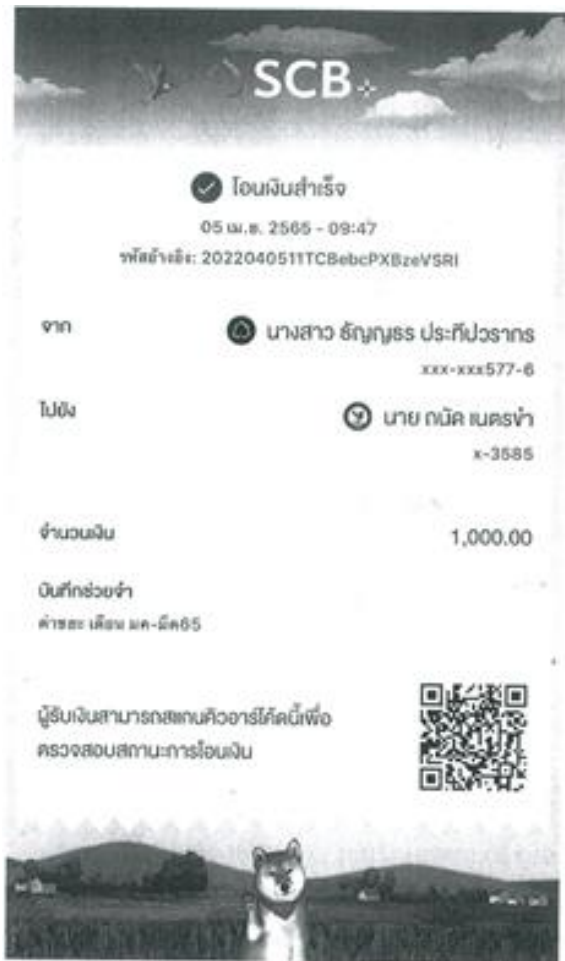 SCB
โอนเงินสำเร็จ
05 เม.ย. 2565 - 09:47
รหัสอ้างอิง: 2022040511TCBebcPXBzeVSRI
จาก
นางสาว ธัญญธร ประทีปวรากร
xxx-xxx577-6
ไปยัง
นาย ถนัด เนตรขำ
x-3585
จำนวนเงิน
1,000.00
บันทึกช่วยจำ
ค่าขยะ เดือน มค-มีค65
ผู้รับเงินสามารถสแกนคิวอาร์โค้ดนี้เพื่อ
ตรวจสอบสถานะการโอนเงิน